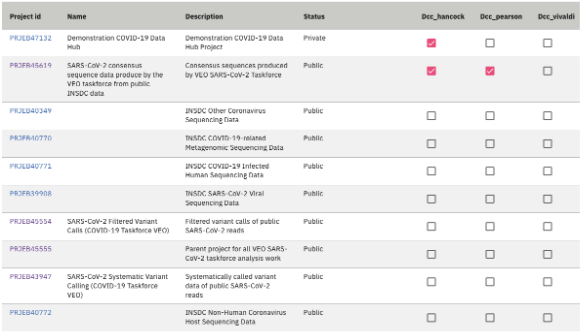 Project id Name Description Status Dcc_hancock Dcc_pearson Dcc_vivaldi
PRJEB47132 Demonstration COVID-19 Data Demonstration COVID-19 Data Private
Hub Hub Project
PRJEB45619 SARS-CoV-2 consensus Consensus sequences produced Public
sequence data produce by the by VEO SARS-CoV-2 Taskforce
VEO taskforce from public
INSDC data
PRJEB40349 INSDC Other Coronavirus Public
Sequencing Data
PRJEB40770 INSDC COVID-19-related Public
Metagenomic Sequencing Data
PRJEB40771 INSDC COVID-19 Infected Public
Human Sequencing Data
PRJEB39908 INSDC SARS-CoV-2 Viral Public
Sequencing Data
PRJEB45554 SARS-CoV-2 Filtered Variant Filtered variant calls of public Public
Calls (COVID-19 Taskforce VEO) SARS-CoV-2 reads
PRJEB45555 Parent project for all VEO SARS- Public
CoV-2 taskforce analysis work
PRJEB43947 SARS-CoV-2 Systematic Variant Systematically called variant Public
Calling (COVID-19 Taskforce data of public SARS-CoV-2
VEO) reads
PRJEB40772 INSDC Non-Human Coronavirus Public
Host Sequencing Data